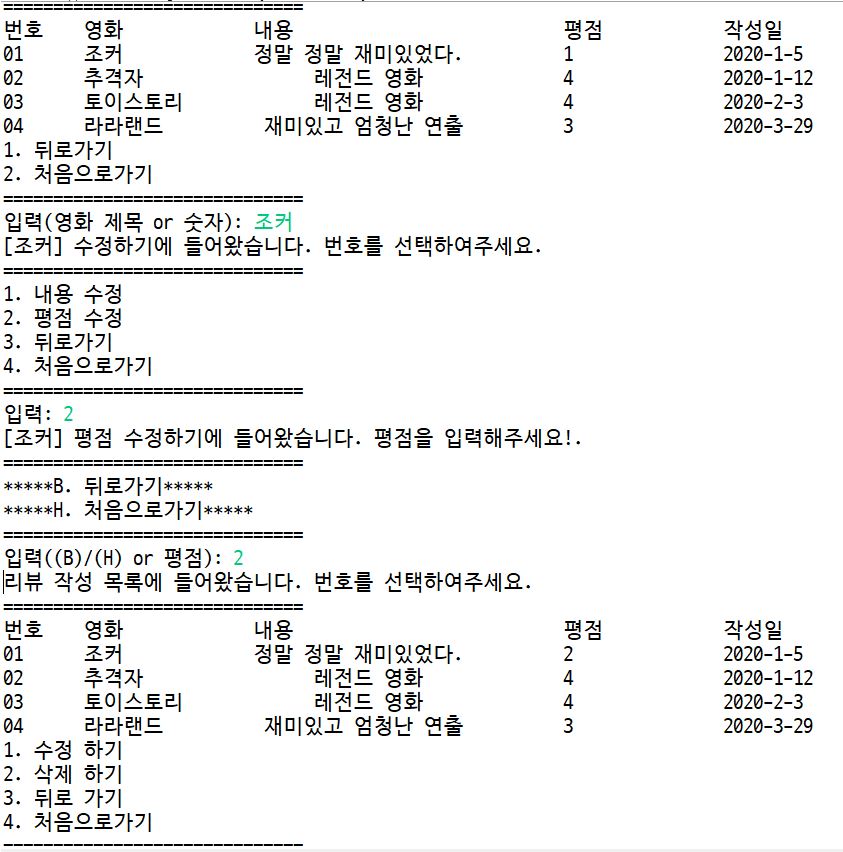 ==============================
번호 영화 내용 평점 작성일
01 조커 정말 정말 재미있었다. 1 2020-1-5
02 추격자 레전드 영화 4 2020-1-12
03 토이스토리 레전드 영화 4 2020-2-3
04 라라랜드 재미있고 엄청난 연출 3 2020-3-29
1. 뒤로가기
2. 처음으로가기
==============================
입력(영화 제목 or 숫자): 조커
[조커] 수정하기에 들어왔습니다. 번호를 선택하여주세요.
==============================
1. 내용 수정
2. 평점 수정
3. 뒤로가기
4. 처음으로가기
==============================
입력: 2
[조커] 평점 수정하기에 들어왔습니다. 평점을 입력해주세요!.
==============================
*****B. 뒤로가기*****
*****H. 처음으로가기*****
==============================
입력((B)/(H) or 평점): 2
리뷰 작성 목록에 들어왔습니다. 번호를 선택하여주세요.
==============================
번호 영화 내용 평점 작성일
01 조커 정말 정말 재미있었다. 2 2020-1-5
02 추격자 레전드 영화 4 2020-1-12
03 토이스토리 레전드 영화 4 2020-2-3
04 라라랜드 재미있고 엄청난 연출 3 2020-3-29
1. 수정 하기
2. 삭제 하기
3. 뒤로 가기
4. 처음으로가기
==============================